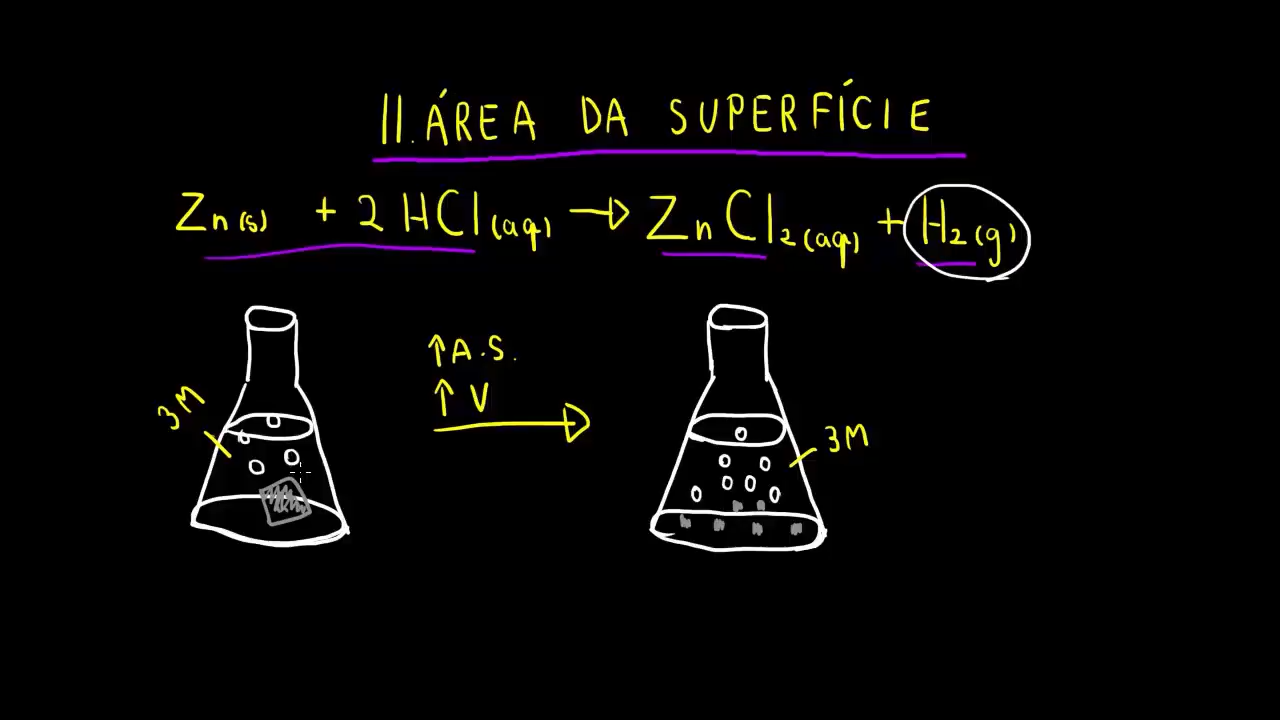 II. ÁREA DA SUPERFÍCIE
Zn(s) + 2 HCl(aq) → ZnCl2(aq) + H2(g)
↑ A.S.
↑ V
3M
3M